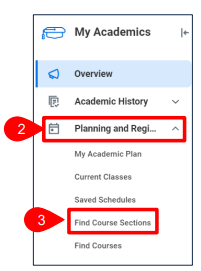 My Academics
Overview
Academic History
2
Planning and Regi...
My Academic Plan
Current Classes
Saved Schedules
3
Find Course Sections
Find Courses